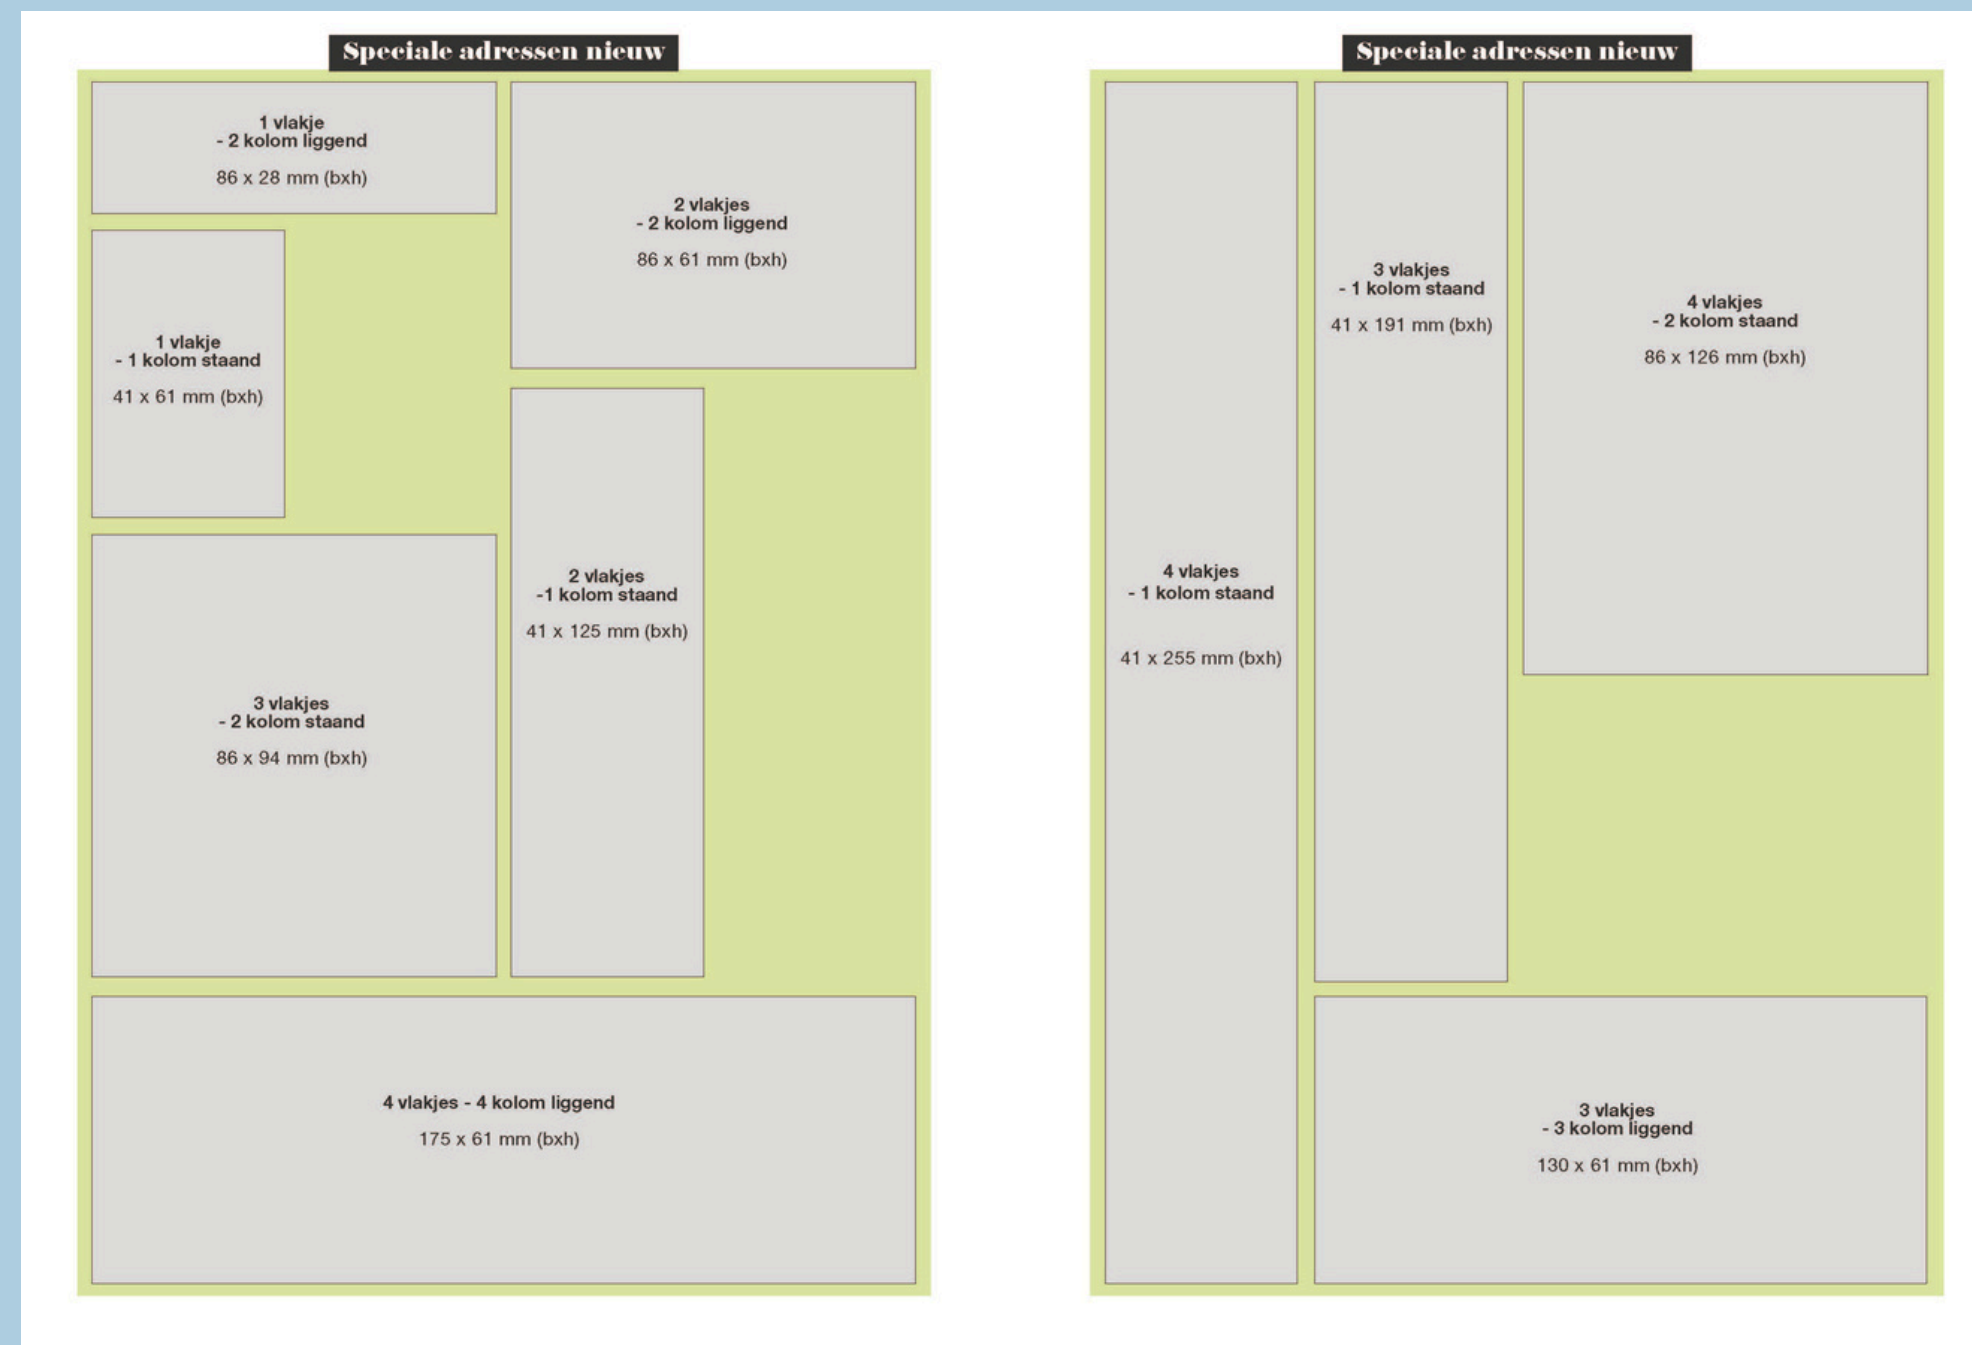 Speciale adressen nieuw
1 vlakje
- 2 kolom liggend
86 x 28 mm (bxh)
2 vlakjes
- 2 kolom liggend
86 x 61 mm (bxh)
1 vlakje
- 1 kolom staand
41 x 61 mm (bxh)
2 vlakjes
-1 kolom staand
41 x 125 mm (bxh)
3 vlakjes
- 2 kolom staand
86 x 94 mm (bxh)
4 vlakjes - 4 kolom liggend
175 x 61 mm (bxh)
Speciale adressen nieuw
4 vlakjes
- 1 kolom staand
41 x 255 mm (bxh)
3 vlakjes
- 1 kolom staand
41 x 191 mm (bxh)
4 vlakjes
- 2 kolom staand
86 x 126 mm (bxh)
3 vlakjes
- 3 kolom liggend
130 x 61 mm (bxh)